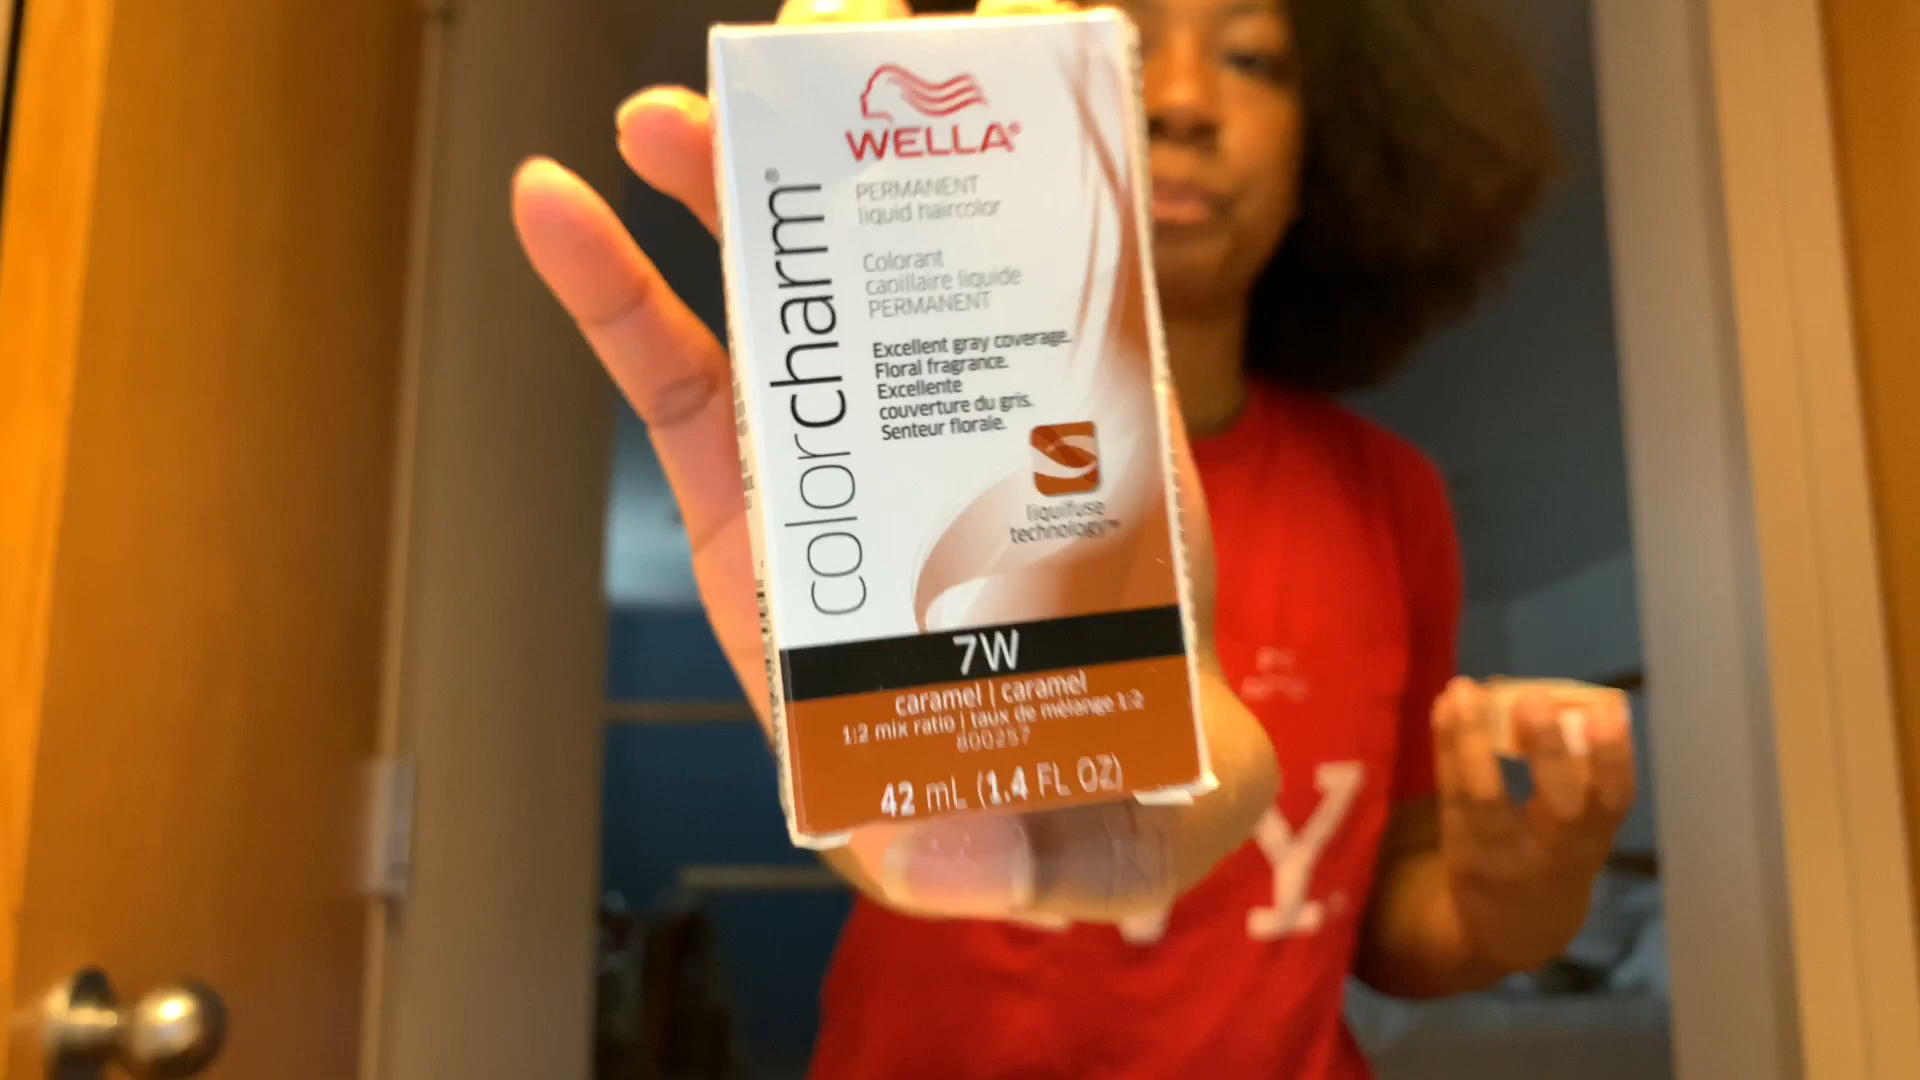 WELLA®
colorcharm®
PERMANENT
liquid haircolor
Colorant
capillaire liquide
PERMANENT
Excellent gray coverage.
Floral fragrance.
Excellente
couverture du gris.
Senteur florale.
liquifuse
technology™
7W
caramel | caramel
1:2 mix ratio | taux de mélange 1:2
800257
42 mL (1.4 FL OZ)
Y